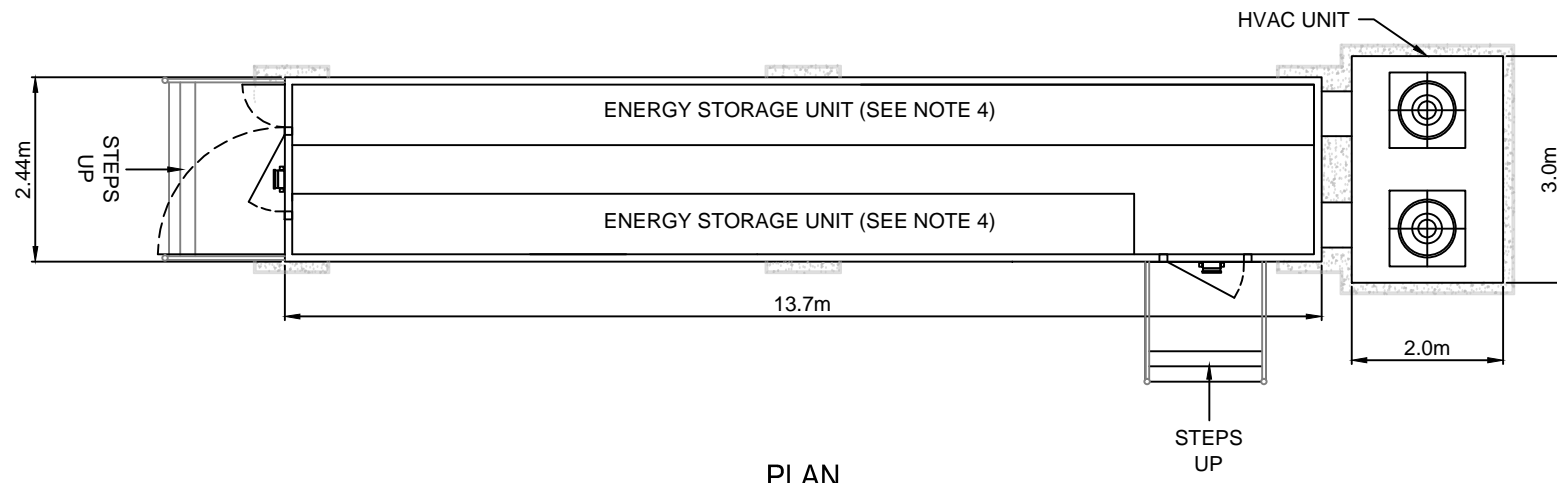 HVAC UNIT
ENERGY STORAGE UNIT (SEE NOTE 4)
STEPS
UP
2.44m
3.0m
ENERGY STORAGE UNIT (SEE NOTE 4)
13.7m
2.0m
STEPS
UP
PLAN